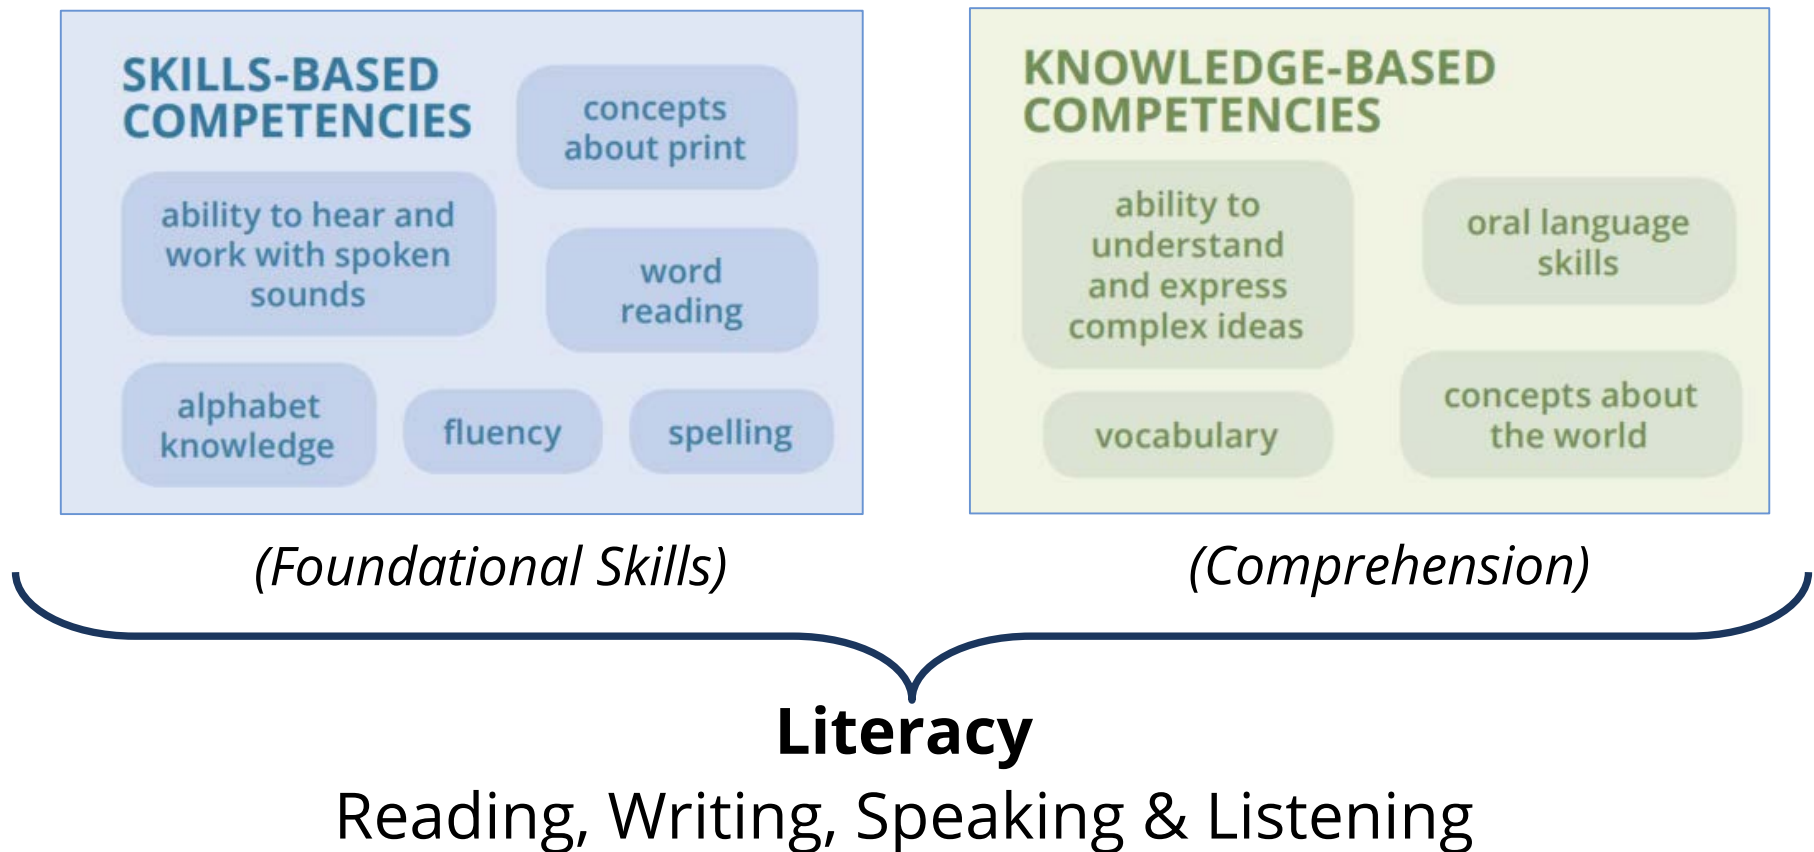 SKILLS-BASED
COMPETENCIES
concepts
about print
ability to hear and
work with spoken
sounds
word
reading
alphabet
knowledge
fluency
spelling
(Foundational Skills)
KNOWLEDGE-BASED
COMPETENCIES
ability to
understand
and express
complex ideas
oral language
skills
vocabulary
concepts about
the world
(Comprehension)
Literacy
Reading, Writing, Speaking & Listening